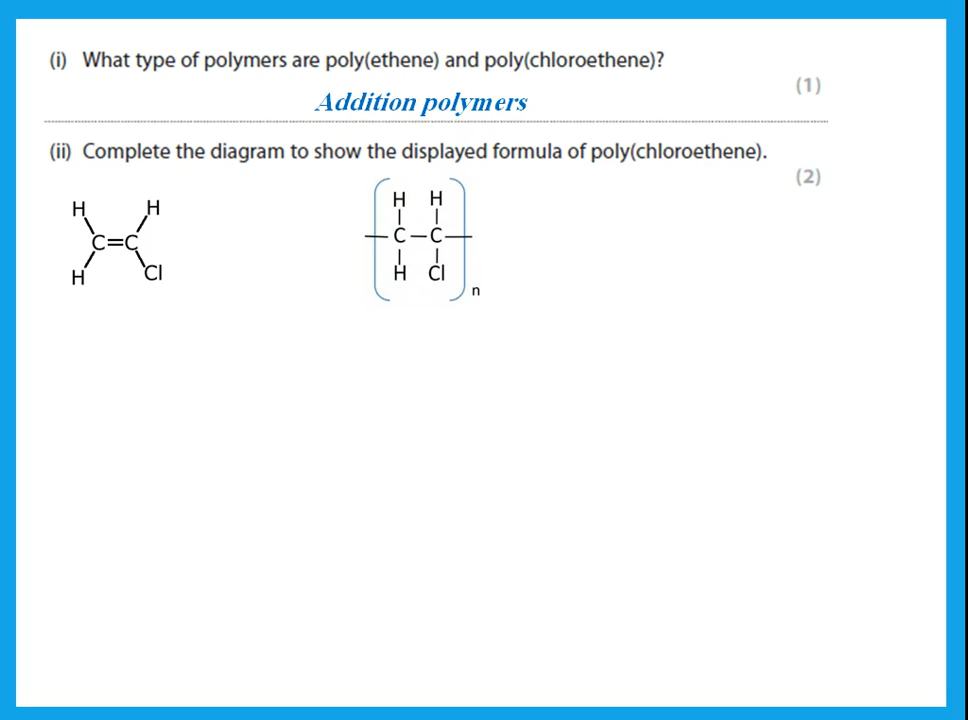 (i) What type of polymers are poly(ethene) and poly(chloroethene)?
(1)
Addition polymers
(ii) Complete the diagram to show the displayed formula of poly(chloroethene).
(2)
H H
C=C
H Cl
H H
C–C
H Cl
n